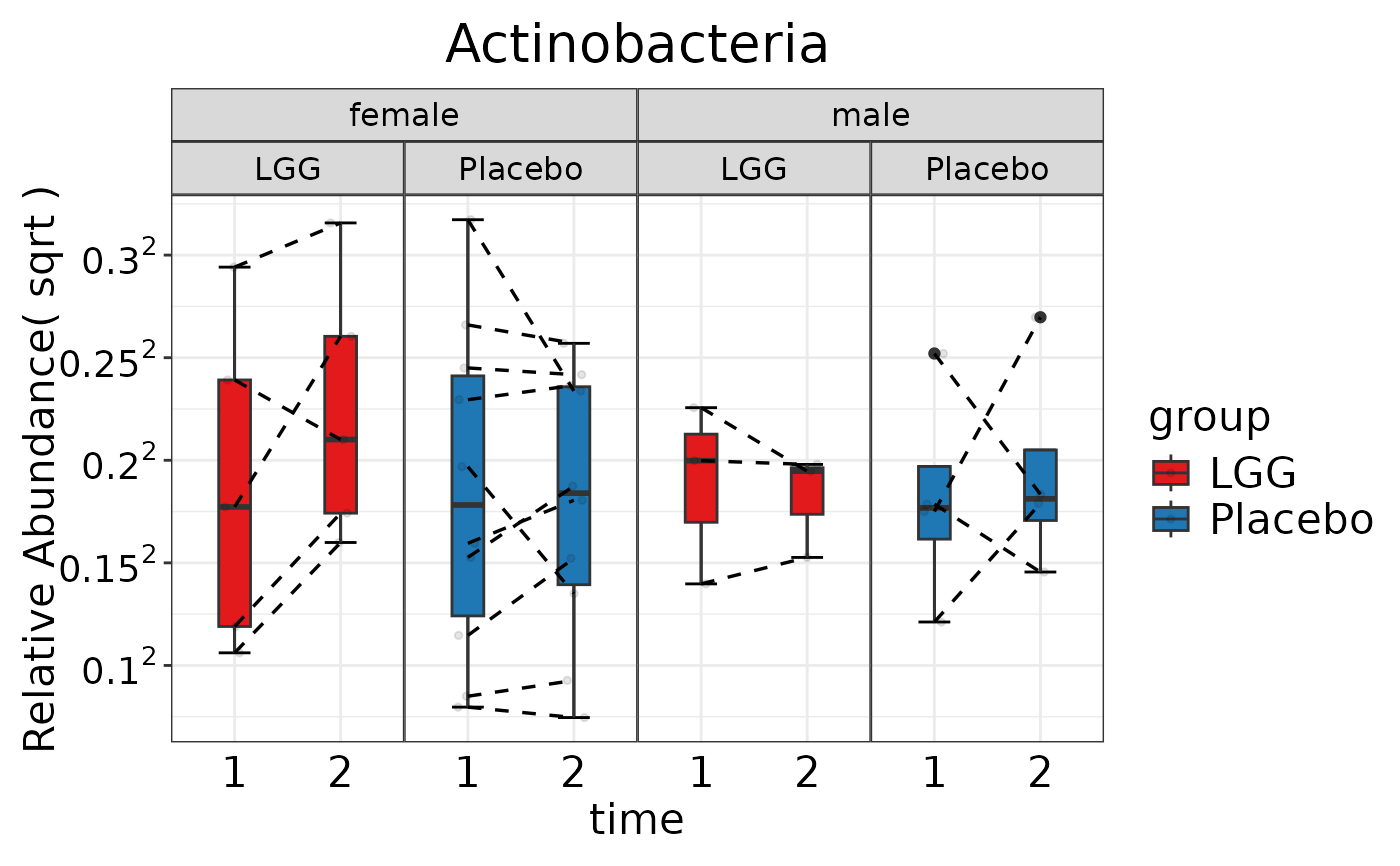 Actinobacteria
female male
LGG Placebo LGG Placebo
Relative Abundance( sqrt )
0.3²
0.25²
0.2²
0.15²
0.1²
1 2 1 2 1 2 1 2
time
group
LGG
Placebo